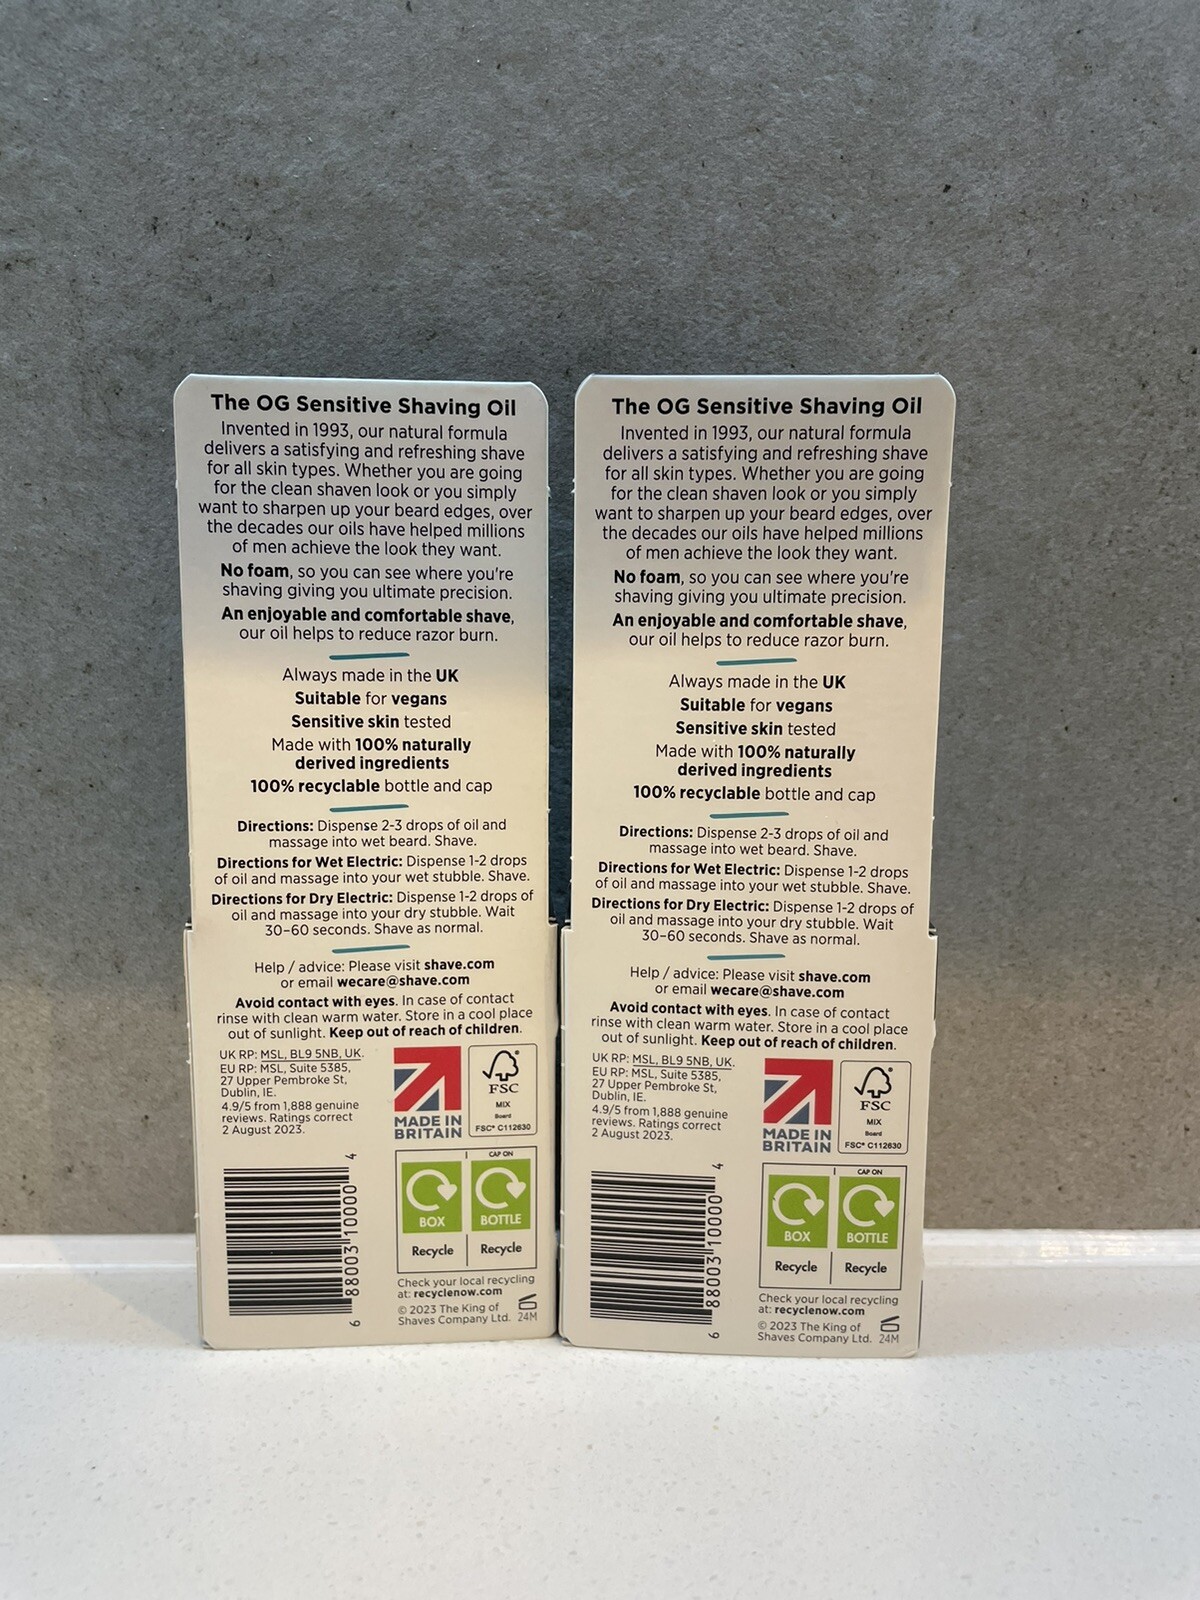 The OG Sensitive Shaving Oil
Invented in 1993, our natural formula
delivers a satisfying and refreshing shave
for all skin types. Whether you are going
for the clean shaven look or you simply
want to sharpen up your beard edges, over
the decades our oils have helped millions
of men achieve the look they want.
No foam, so you can see where you're
shaving giving you ultimate precision.
An enjoyable and comfortable shave,
our oil helps to reduce razor burn.
Always made in the UK
Suitable for vegans
Sensitive skin tested
Made with 100% naturally
derived ingredients
100% recyclable bottle and cap
Directions: Dispense 2-3 drops of oil and
massage into wet beard. Shave.
Directions for Wet Electric: Dispense 1-2 drops
of oil and massage into your wet stubble. Shave.
Directions for Dry Electric: Dispense 1-2 drops of
oil and massage into your dry stubble. Wait
30–60 seconds. Shave as normal.
Help / advice: Please visit shave.com
or email wecare@shave.com
Avoid contact with eyes. In case of contact
rinse with clean warm water. Store in a cool place
out of sunlight. Keep out of reach of children.
UK RP: MSL, BL9 5NB, UK.
EU RP: MSL, Suite 5385,
27 Upper Pembroke St,
Dublin, IE.
4.9/5 from 1,888 genuine
reviews. Ratings correct
2 August 2023.
MADE IN
BRITAIN
FSC
MIX
Board
FSC® C112630
6 88003 10000 4
CAP ON
BOX
BOTTLE
Recycle
Recycle
Check your local recycling
at: recyclenow.com
© 2023 The King of
Shaves Company Ltd.
24M
The OG Sensitive Shaving Oil
Invented in 1993, our natural formula
delivers a satisfying and refreshing shave
for all skin types. Whether you are going
for the clean shaven look or you simply
want to sharpen up your beard edges, over
the decades our oils have helped millions
of men achieve the look they want.
No foam, so you can see where you're
shaving giving you ultimate precision.
An enjoyable and comfortable shave,
our oil helps to reduce razor burn.
Always made in the UK
Suitable for vegans
Sensitive skin tested
Made with 100% naturally
derived ingredients
100% recyclable bottle and cap
Directions: Dispense 2-3 drops of oil and
massage into wet beard. Shave.
Directions for Wet Electric: Dispense 1-2 drops
of oil and massage into your wet stubble. Shave.
Directions for Dry Electric: Dispense 1-2 drops of
oil and massage into your dry stubble. Wait
30–60 seconds. Shave as normal.
Help / advice: Please visit shave.com
or email wecare@shave.com
Avoid contact with eyes. In case of contact
rinse with clean warm water. Store in a cool place
out of sunlight. Keep out of reach of children.
UK RP: MSL, BL9 5NB, UK.
EU RP: MSL, Suite 5385,
27 Upper Pembroke St,
Dublin, IE.
4.9/5 from 1,888 genuine
reviews. Ratings correct
2 August 2023.
MADE IN
BRITAIN
FSC
MIX
Board
FSC® C112630
6 88003 10000 4
CAP ON
BOX
BOTTLE
Recycle
Recycle
Check your local recycling
at: recyclenow.com
© 2023 The King of
Shaves Company Ltd.
24M